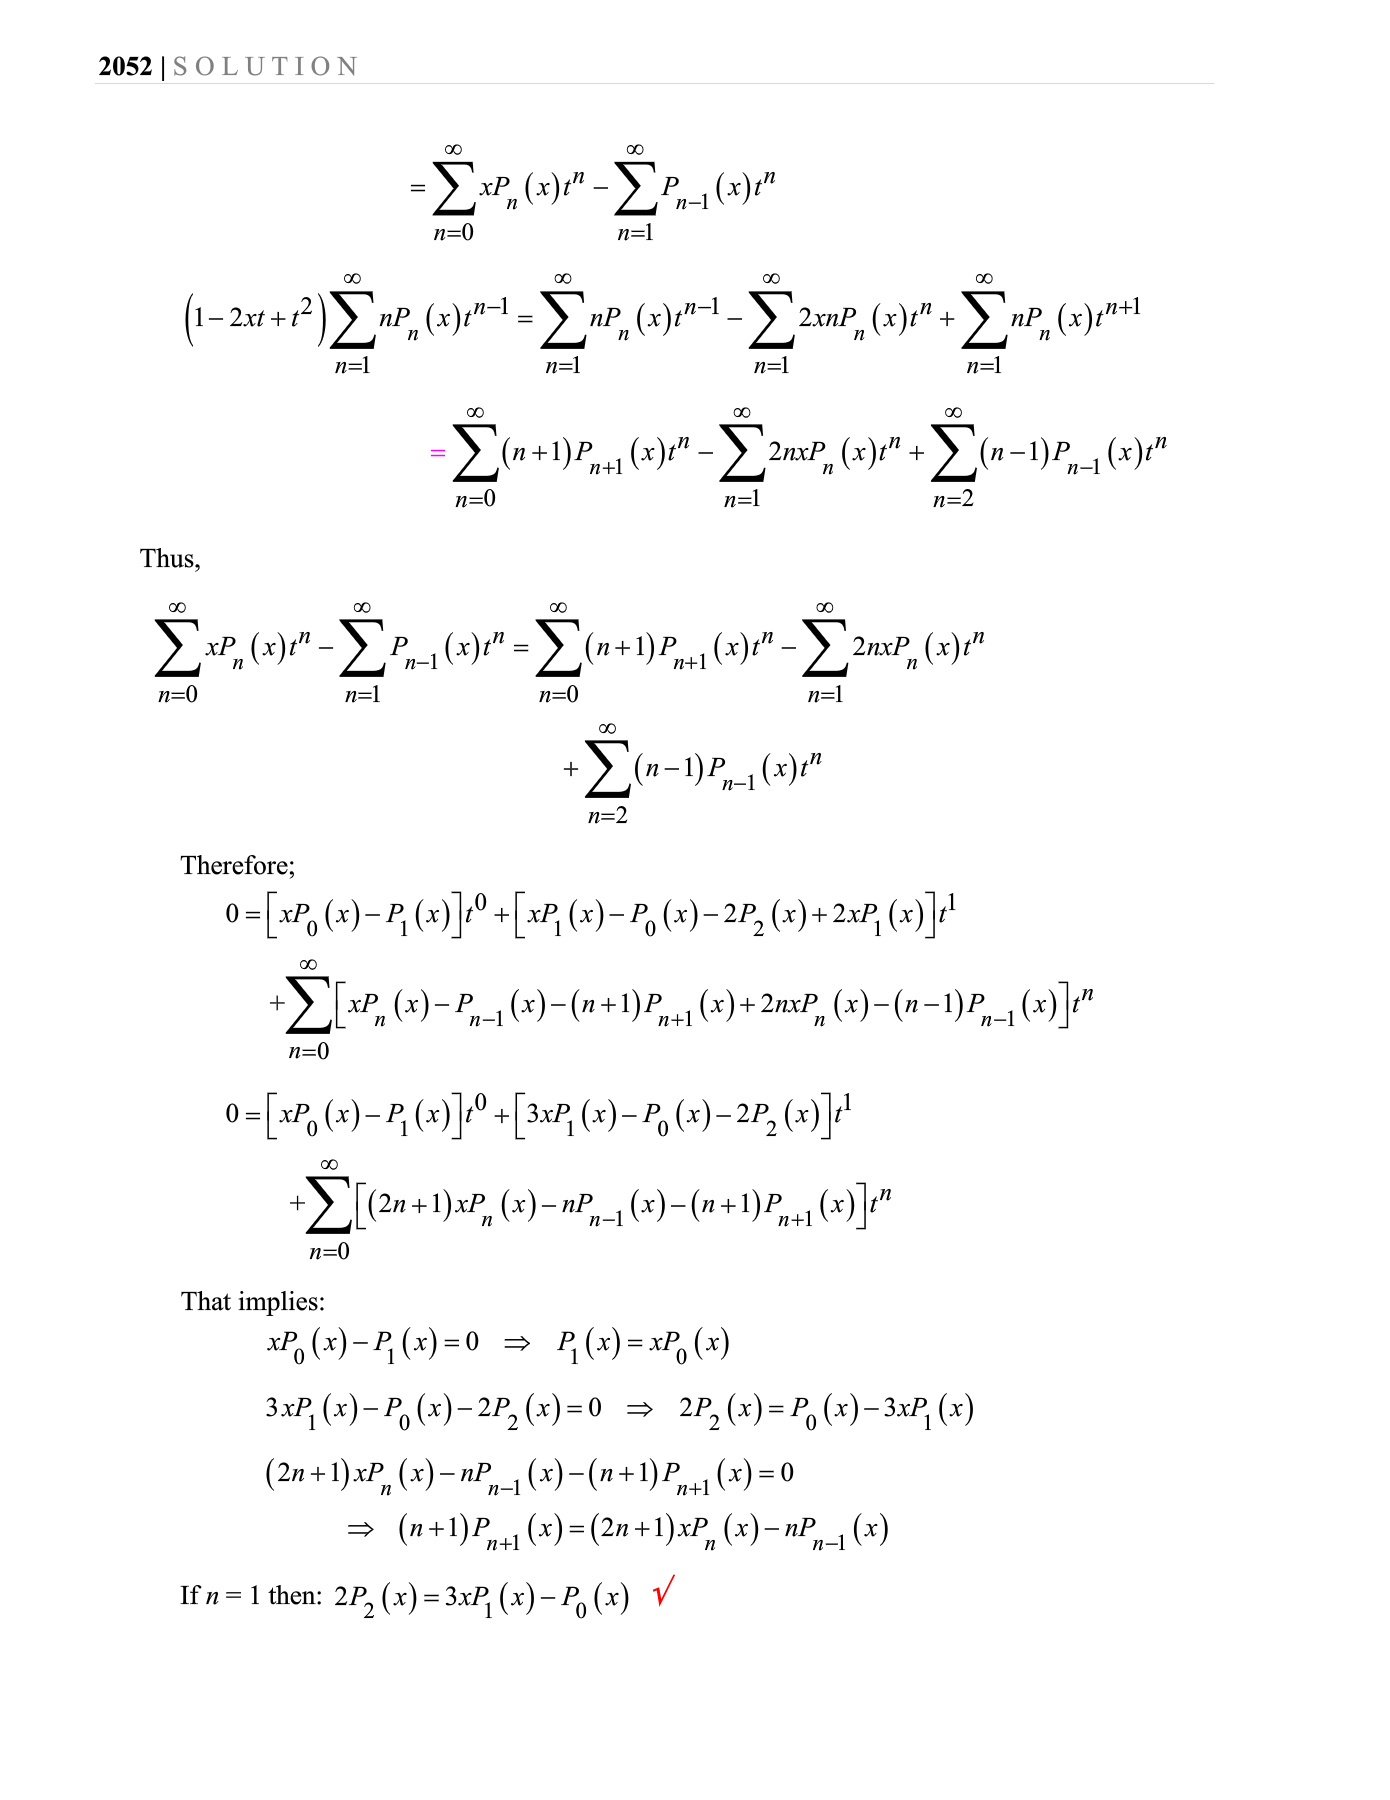 2052 | SOLUTION
= \sum_{n=0}^{\infty} xP_n(x)t^n - \sum_{n=1}^{\infty} P_{n-1}(x)t^n
(1-2xt+t^2)\sum_{n=1}^{\infty} nP_n(x)t^{n-1} = \sum_{n=1}^{\infty} nP_n(x)t^{n-1} - \sum_{n=1}^{\infty} 2xnP_n(x)t^n + \sum_{n=1}^{\infty} nP_n(x)t^{n+1}
= \sum_{n=0}^{\infty} (n+1)P_{n+1}(x)t^n - \sum_{n=1}^{\infty} 2nxP_n(x)t^n + \sum_{n=2}^{\infty} (n-1)P_{n-1}(x)t^n
Thus,
\sum_{n=0}^{\infty} xP_n(x)t^n - \sum_{n=1}^{\infty} P_{n-1}(x)t^n = \sum_{n=0}^{\infty} (n+1)P_{n+1}(x)t^n - \sum_{n=1}^{\infty} 2nxP_n(x)t^n
+ \sum_{n=2}^{\infty} (n-1)P_{n-1}(x)t^n
Therefore;
0 = [xP_0(x) - P_1(x)]t^0 + [xP_1(x) - P_0(x) - 2P_2(x) + 2xP_1(x)]t^1
+ \sum_{n=0}^{\infty} [xP_n(x) - P_{n-1}(x) - (n+1)P_{n+1}(x) + 2nxP_n(x) - (n-1)P_{n-1}(x)]t^n
0 = [xP_0(x) - P_1(x)]t^0 + [3xP_1(x) - P_0(x) - 2P_2(x)]t^1
+ \sum_{n=0}^{\infty} [(2n+1)xP_n(x) - nP_{n-1}(x) - (n+1)P_{n+1}(x)]t^n
That implies:
xP_0(x) - P_1(x) = 0 ⇒ P_1(x) = xP_0(x)
3xP_1(x) - P_0(x) - 2P_2(x) = 0 ⇒ 2P_2(x) = P_0(x) - 3xP_1(x)
(2n+1)xP_n(x) - nP_{n-1}(x) - (n+1)P_{n+1}(x) = 0
⇒ (n+1)P_{n+1}(x) = (2n+1)xP_n(x) - nP_{n-1}(x)
If n = 1 then: 2P_2(x) = 3xP_1(x) - P_0(x) √